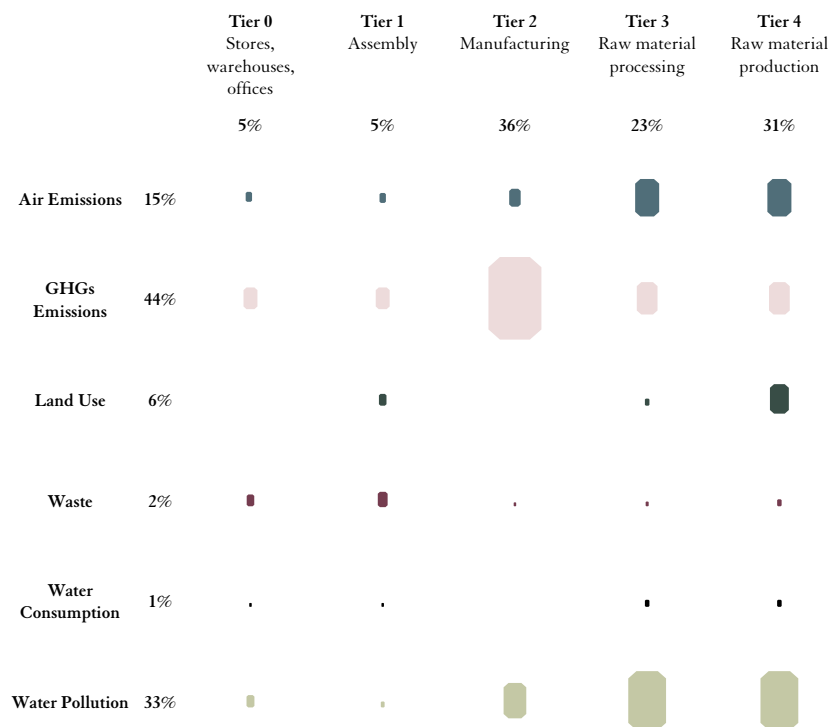 Tier 0 Tier 1 Tier 2 Tier 3 Tier 4
Stores, Assembly Manufacturing Raw material Raw material
warehouses, processing production
offices
5% 5% 36% 23% 31%
Air Emissions 15%
GHGs
Emissions 44%
Land Use 6%
Waste 2%
Water
Consumption 1%
Water Pollution 33%